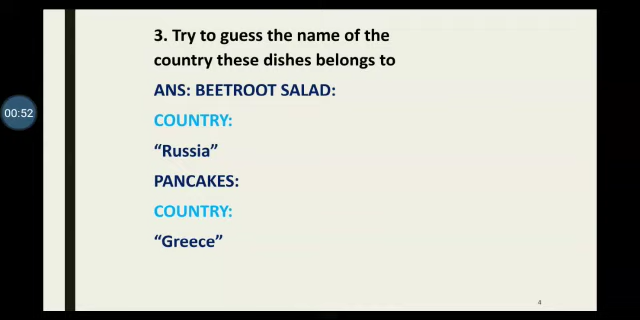 3. Try to guess the name of the
country these dishes belongs to
ANS: BEETROOT SALAD:
COUNTRY:
“Russia”
PANCAKES:
COUNTRY:
“Greece”
00:52
4